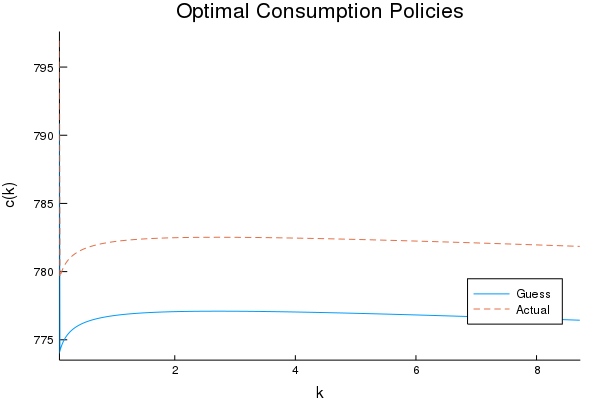 Optimal Consumption Policies
c(k)
795
790
785
780
775
2 4 6 8
k
Guess
Actual